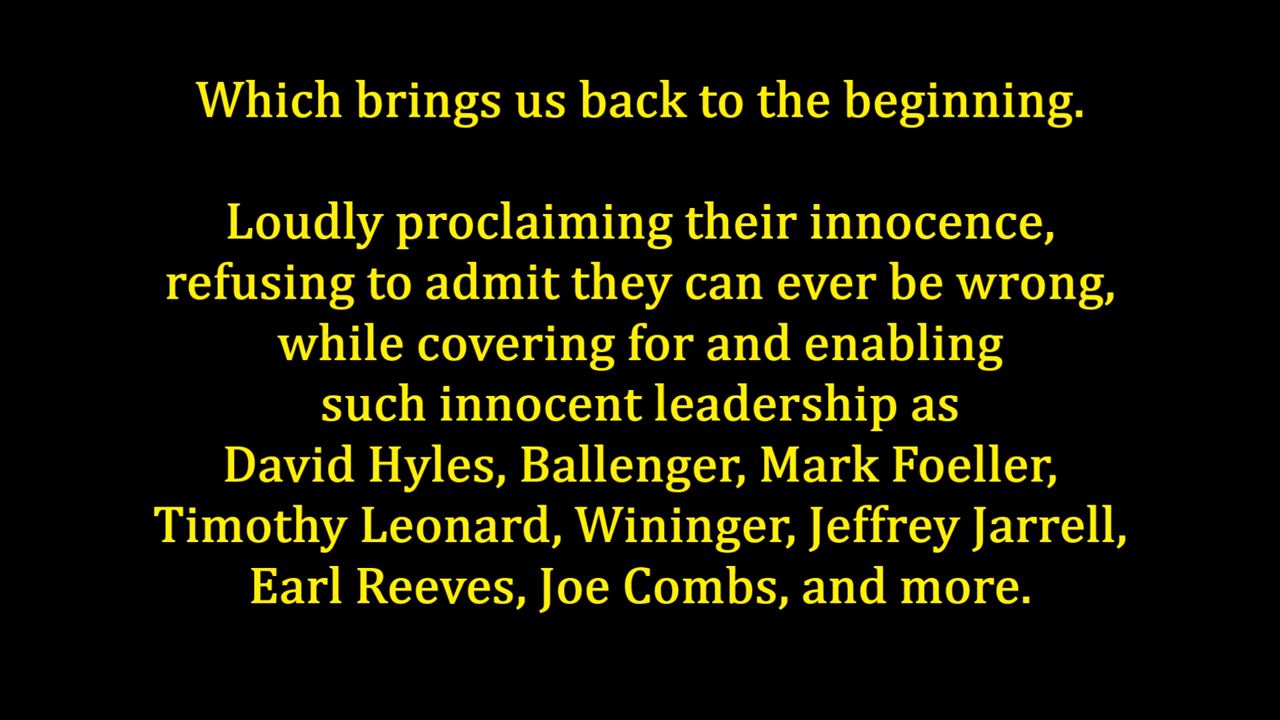 Which brings us back to the beginning.
Loudly proclaiming their innocence,
refusing to admit they can ever be wrong,
while covering for and enabling
such innocent leadership as
David Hyles, Ballenger, Mark Foeller,
Timothy Leonard, Wininger, Jeffrey Jarrell,
Earl Reeves, Joe Combs, and more.